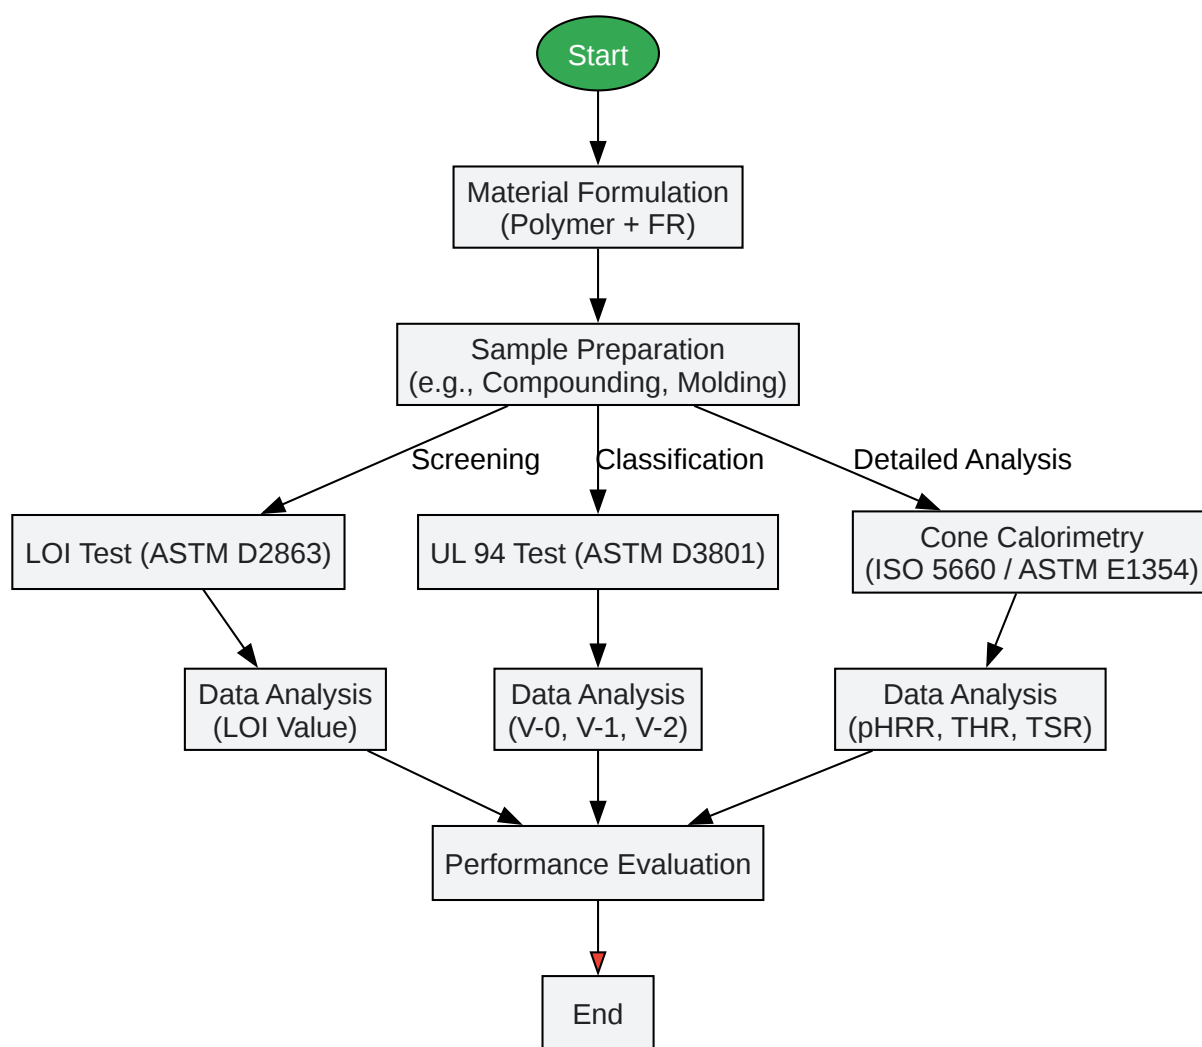 Start
Material Formulation
(Polymer + FR)
Sample Preparation
(e.g., Compounding, Molding)
Screening
Classification
Detailed Analysis
LOI Test (ASTM D2863)
UL 94 Test (ASTM D3801)
Cone Calorimetry
(ISO 5660 / ASTM E1354)
Data Analysis
(LOI Value)
Data Analysis
(V-0, V-1, V-2)
Data Analysis
(pHRR, THR, TSR)
Performance Evaluation
End